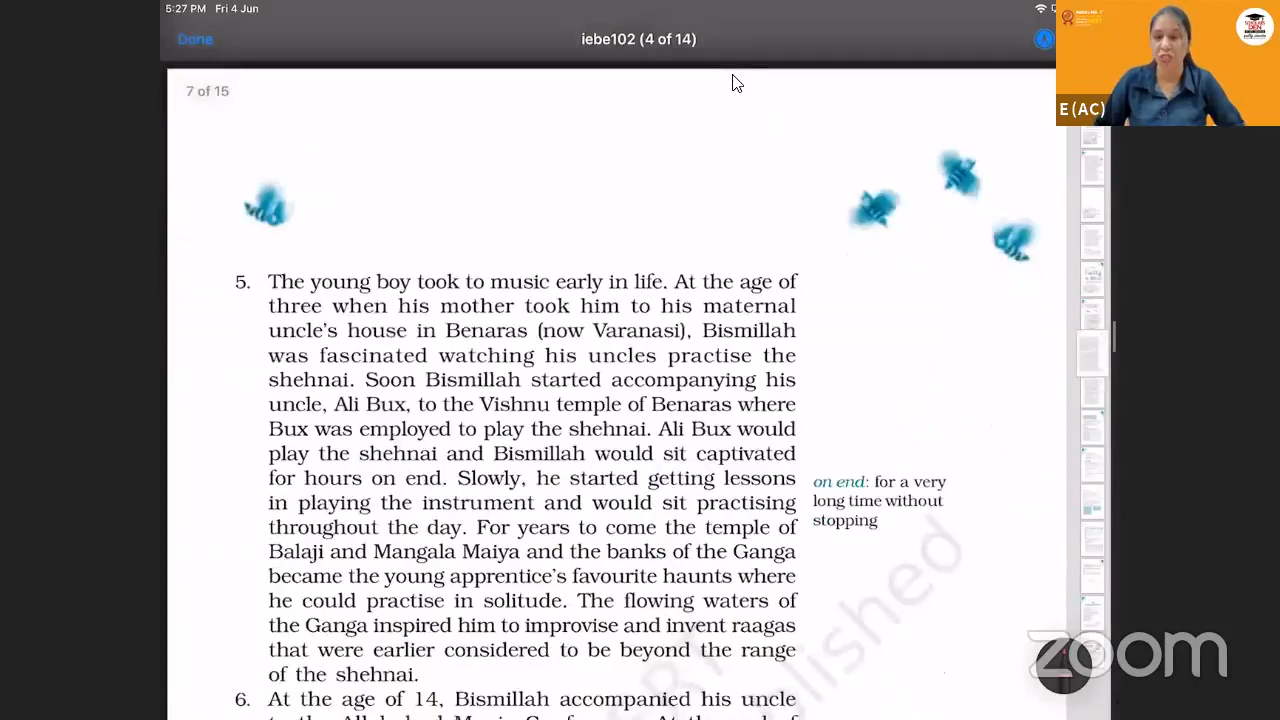 5:27 PM Fri 4 Jun
Done
iebe102 (4 of 14)
SCHOLARS DEN
E (AC)
7 of 15
5. The young boy took to music early in life. At the age of
three when his mother took him to his maternal
uncle's house in Benaras (now Varanasi), Bismillah
was fascinated watching his uncles practise the
shehnai. Soon Bismillah started accompanying his
uncle, Ali Bux, to the Vishnu temple of Benaras where
Bux was employed to play the shehnai. Ali Bux would
play the shehnai and Bismillah would sit captivated
for hours on end. Slowly, he started getting lessons
in playing the instrument and would sit practising
throughout the day. For years to come the temple of
Balaji and Mangala Maiya and the banks of the Ganga
became the young apprentice's favourite haunts where
he could practise in solitude. The flowing waters of
the Ganga inspired him to improvise and invent raagas
that were earlier considered to be beyond the range
of the shehnai.
on end: for a very
long time without
stopping
6. At the age of 14, Bismillah accompanied his uncle
zoom